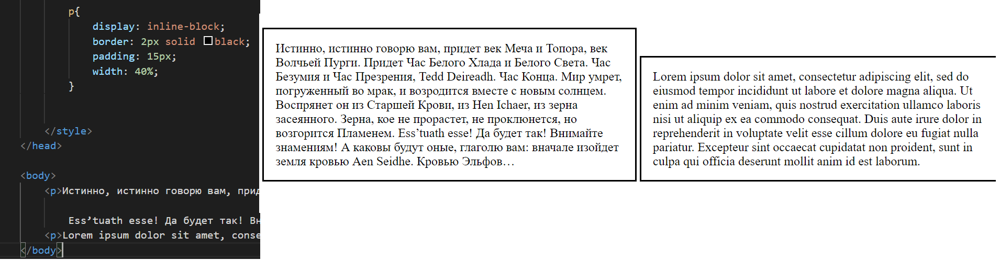 p{
display: inline-block;
border: 2px solid black;
padding: 15px;
width: 40%;
}
</style>
</head>
<body>
<p>Истинно, истинно говорю вам, прид
Ess’tuath esse! Да будет так! Вн
<p>Lorem ipsum dolor sit amet, conse
</body>
Истинно, истинно говорю вам, придет век Меча и Топора, век
Волчьей Пурги. Придет Час Белого Хлада и Белого Света. Час
Безумия и Час Презрения, Tedd Deireadh. Час Конца. Мир умрет,
погруженный во мрак, и возродится вместе с новым солнцем.
Воспрянет он из Старшей Крови, из Hen Ichaer, из зерна
засеянного. Зерна, кое не прорастет, не проклюнется, но
возгорится Пламенем. Ess’tuath esse! Да будет так! Внимайте
знамениям! А каковы будут оные, глаголю вам: вначале изойдет
земля кровью Aen Seidhe. Кровью Эльфов…
Lorem ipsum dolor sit amet, consectetur adipiscing elit, sed do
eiusmod tempor incididunt ut labore et dolore magna aliqua. Ut
enim ad minim veniam, quis nostrud exercitation ullamco laboris
nisi ut aliquip ex ea commodo consequat. Duis aute irure dolor in
reprehenderit in voluptate velit esse cillum dolore eu fugiat nulla
pariatur. Excepteur sint occaecat cupidatat non proident, sunt in
culpa qui officia deserunt mollit anim id est laborum.